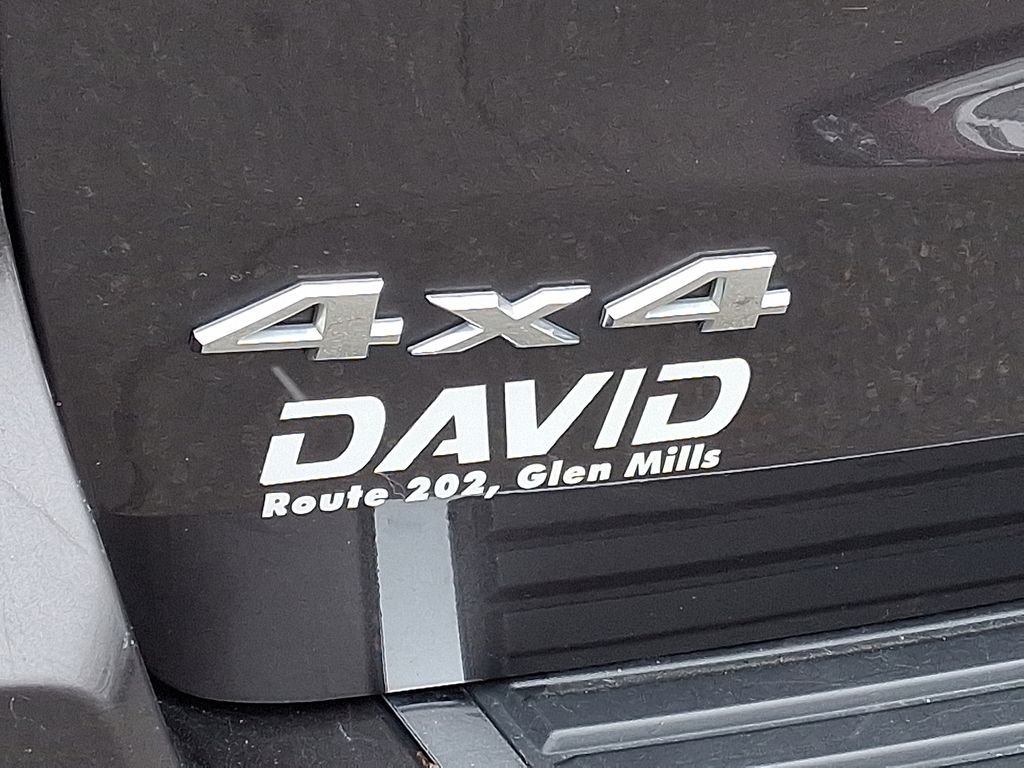 4x4
DAVID
Route 202, Glen Mills